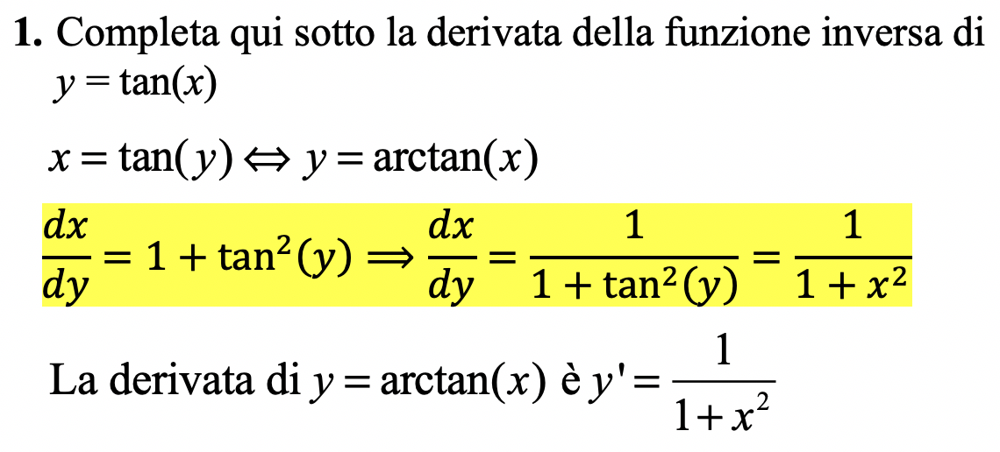 1. Completa qui sotto la derivata della funzione inversa di
y = tan(x)
x = tan(y) ⇔ y = arctan(x)
dx/dy = 1 + tan²(y) ⟹ dx/dy = 1/(1 + tan²(y)) = 1/(1 + x²)
La derivata di y = arctan(x) è y' = 1/(1+x²)